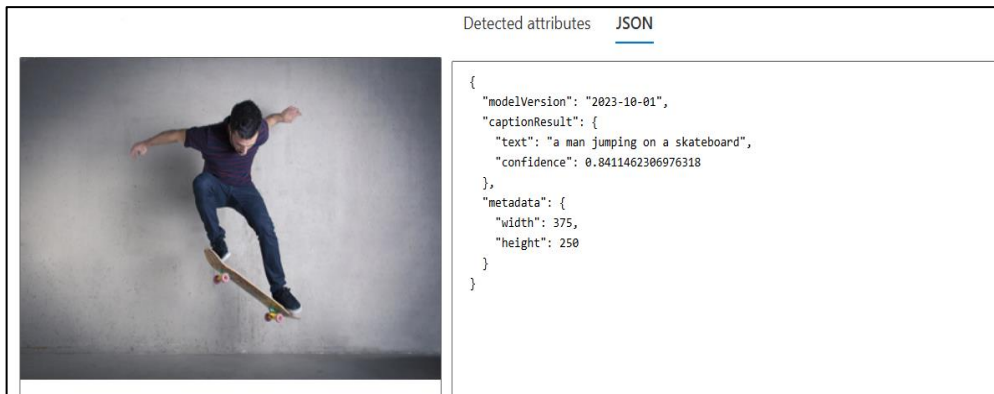 Detected attributes JSON
{
"modelVersion": "2023-10-01",
"captionResult": {
"text": "a man jumping on a skateboard",
"confidence": 0.8411462306976318
},
"metadata": {
"width": 375,
"height": 250
}
}